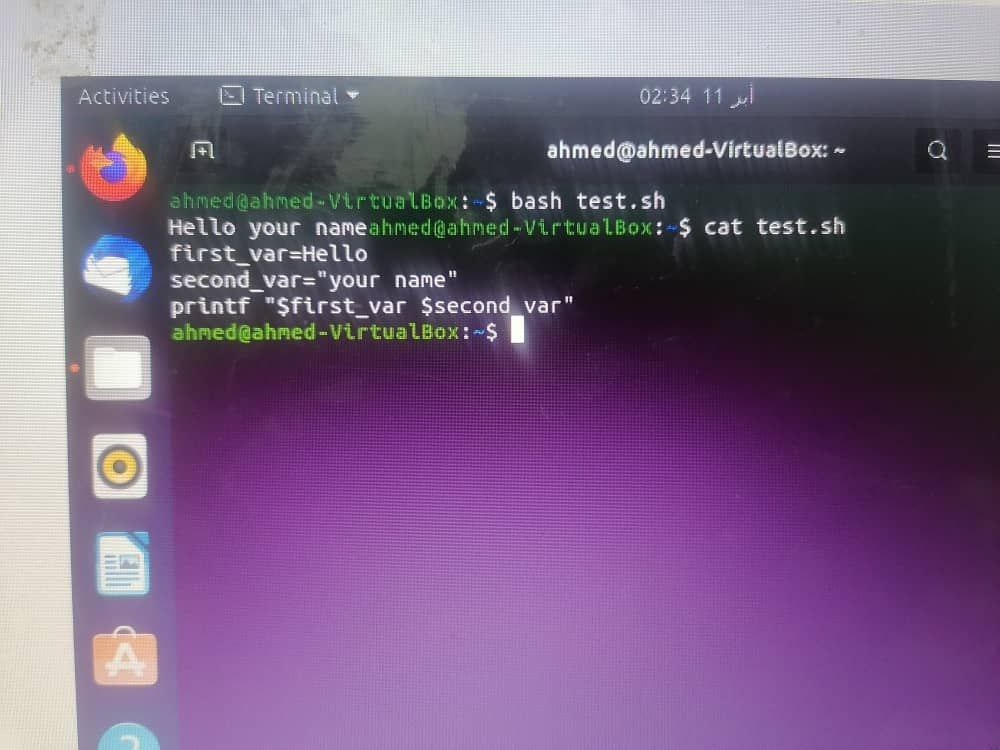 Activities Terminal 02:34 11 أبر
ahmed@ahmed-VirtualBox: ~
ahmed@ahmed-VirtualBox:~$ bash test.sh
Hello your nameahmed@ahmed-VirtualBox:~$ cat test.sh
first_var=Hello
second_var="your name"
printf "$first_var $second_var"
ahmed@ahmed-VirtualBox:~$